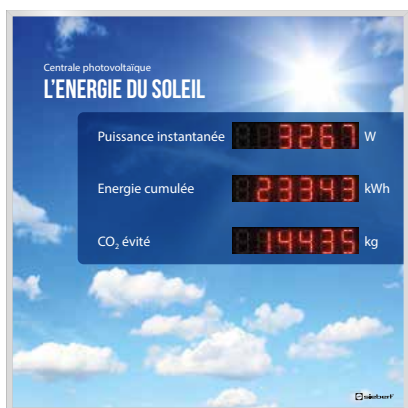 Centrale photovoltaïque
L'ENERGIE DU SOLEIL
Puissance instantanée 3267 W
Energie cumulée 23343 kWh
CO₂ évité 14435 kg
siebert